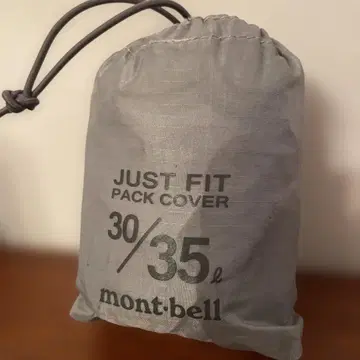 JUST FIT
PACK COVER
30/35ℓ
mont·bell